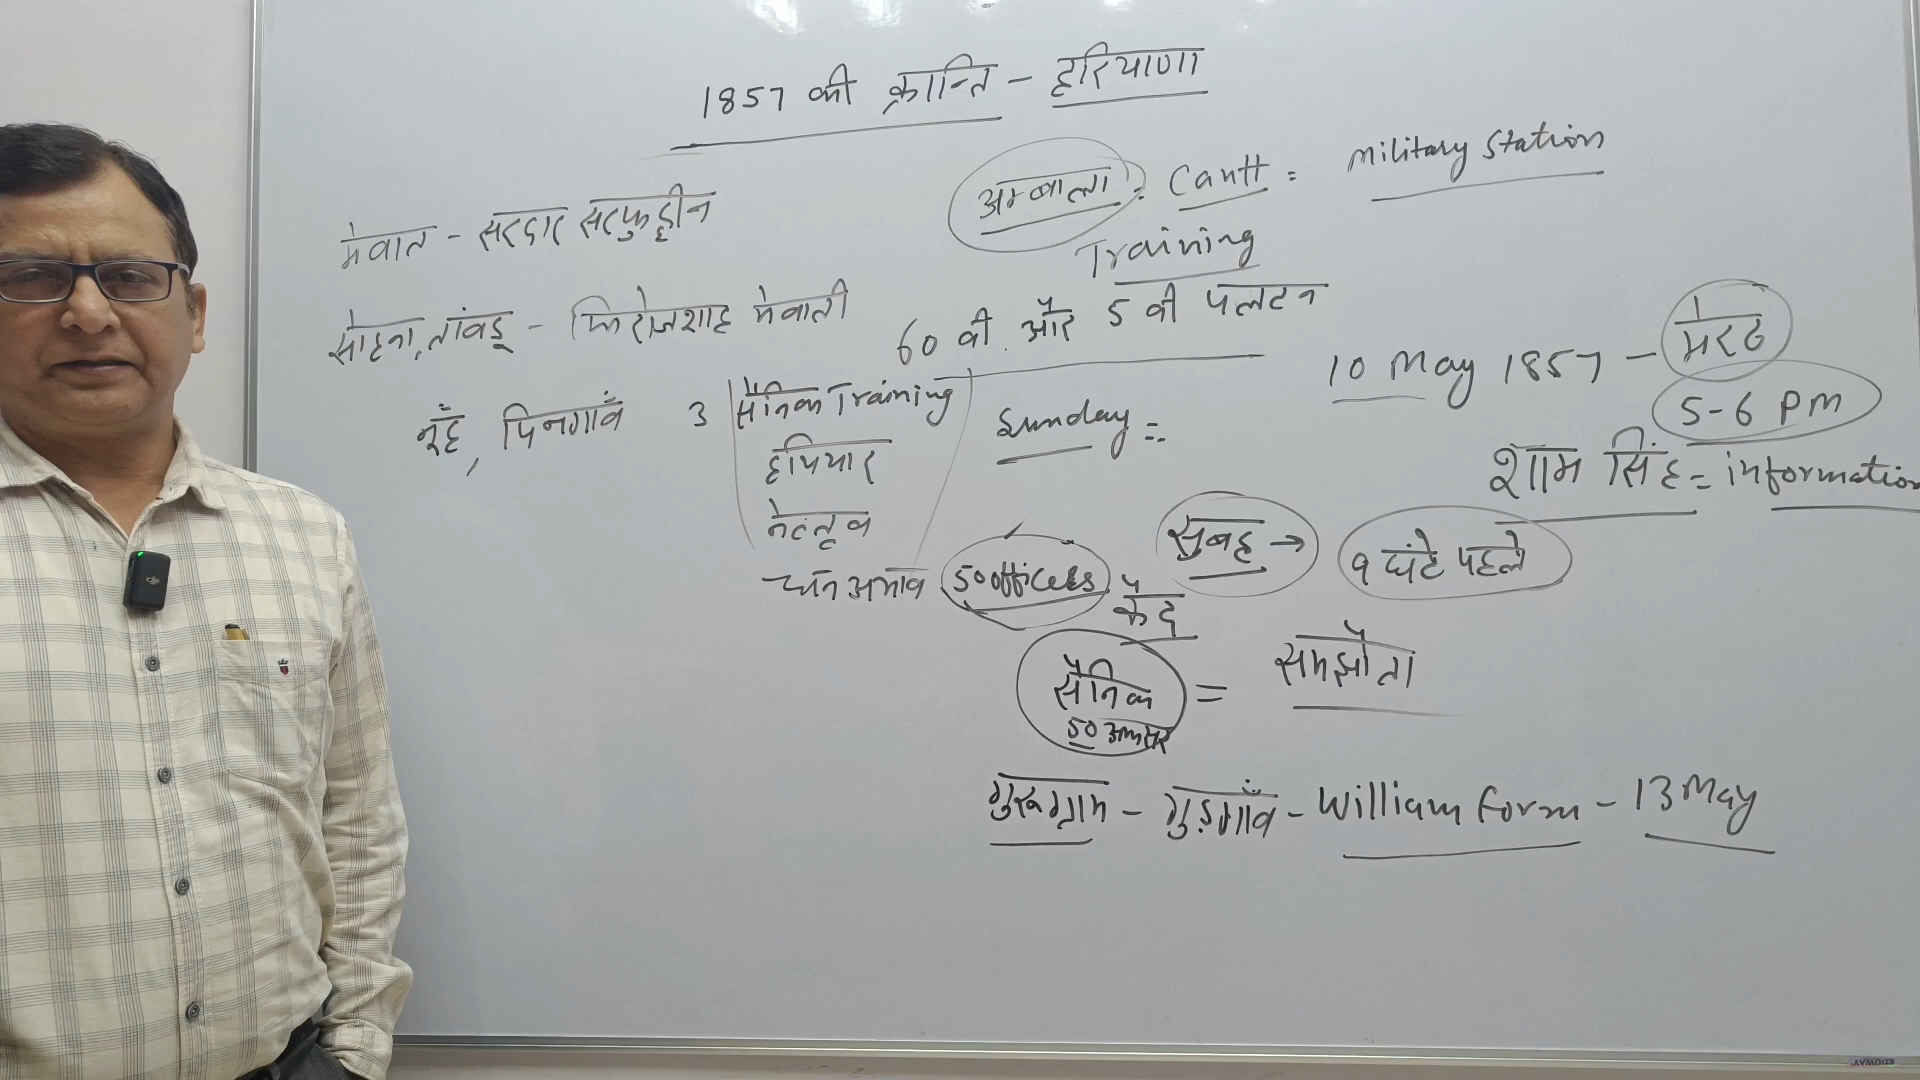 1857 की क्रान्ति - हरियाणा
अम्बाला : Cantt = Military Station
Training
60 वी और 5 वी पलटन
मेवात - सरदार सरफुद्दीन
सोहना, तांवडू - फिरोजशाह मेवाती
नूँह, पिनगाँव
3 सैनिक Training
हथियार
नेतृत्व
धन अभाव
10 May 1857 - मेरठ
5-6 PM
शाम सिंह = information
Sunday =
सुबह → 9 घंटे पहले
50 officers कैद
सैनिक = समझौता
50 अफसर
गुरूग्राम - गुड़गाँव - William Form - 13 May
EDUWAY